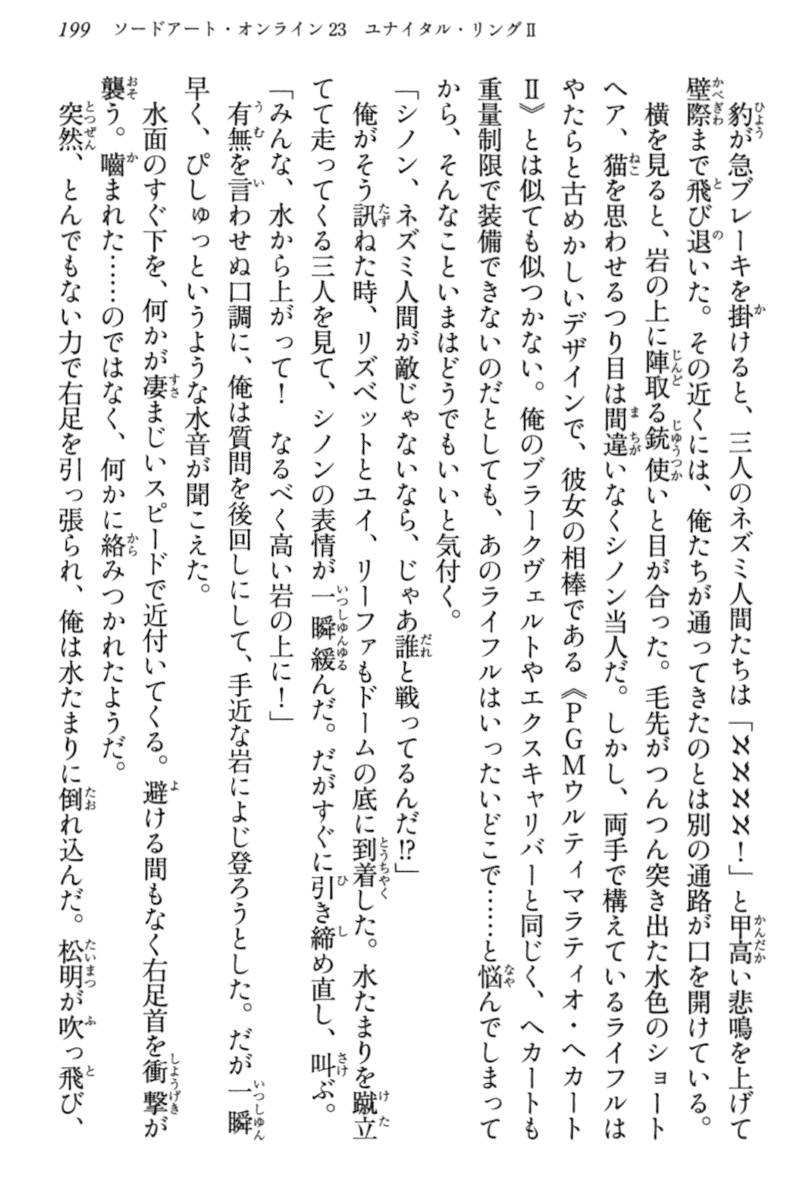 199　ソードアート・オンライン23　ユナイタル・リングⅡ
　豹が急ブレーキを掛けると、三人のネズミ人間たちは「ℵℵℵℵ！」と甲高い悲鳴を上げて
壁際まで飛び退いた。その近くには、俺たちが通ってきたのとは別の通路が口を開けている。
　横を見ると、岩の上に陣取る銃使いと目が合った。毛先がつんつん突き出た水色のショート
ヘア、猫を思わせるつり目は間違いなくシノン当人だ。しかし、両手で構えているライフルは
やたらと古めかしいデザインで、彼女の相棒である《ＰＧＭウルティマラティオ・ヘカート
Ⅱ》とは似ても似つかない。俺のブラークヴェルトやエクスキャリバーと同じく、ヘカートも
重量制限で装備できないのだとしても、あのライフルはいったいどこで……と悩んでしまって
から、そんなこといまはどうでもいいと気付く。
「シノン、ネズミ人間が敵じゃないなら、じゃあ誰と戦ってるんだ!?」
　俺がそう訊ねた時、リズベットとユイ、リーファもドームの底に到着した。水たまりを蹴立
てて走ってくる三人を見て、シノンの表情が一瞬緩んだ。だがすぐに引き締め直し、叫ぶ。
「みんな、水から上がって！　なるべく高い岩の上に！」
　有無を言わせぬ口調に、俺は質問を後回しにして、手近な岩によじ登ろうとした。だが一瞬
早く、ぴしゅっというような水音が聞こえた。
　水面のすぐ下を、何かが凄まじいスピードで近付いてくる。避ける間もなく右足首を衝撃が
襲う。嚙まれた……のではなく、何かに絡みつかれたようだ。
　突然、とんでもない力で右足を引っ張られ、俺は水たまりに倒れ込んだ。松明が吹っ飛び、